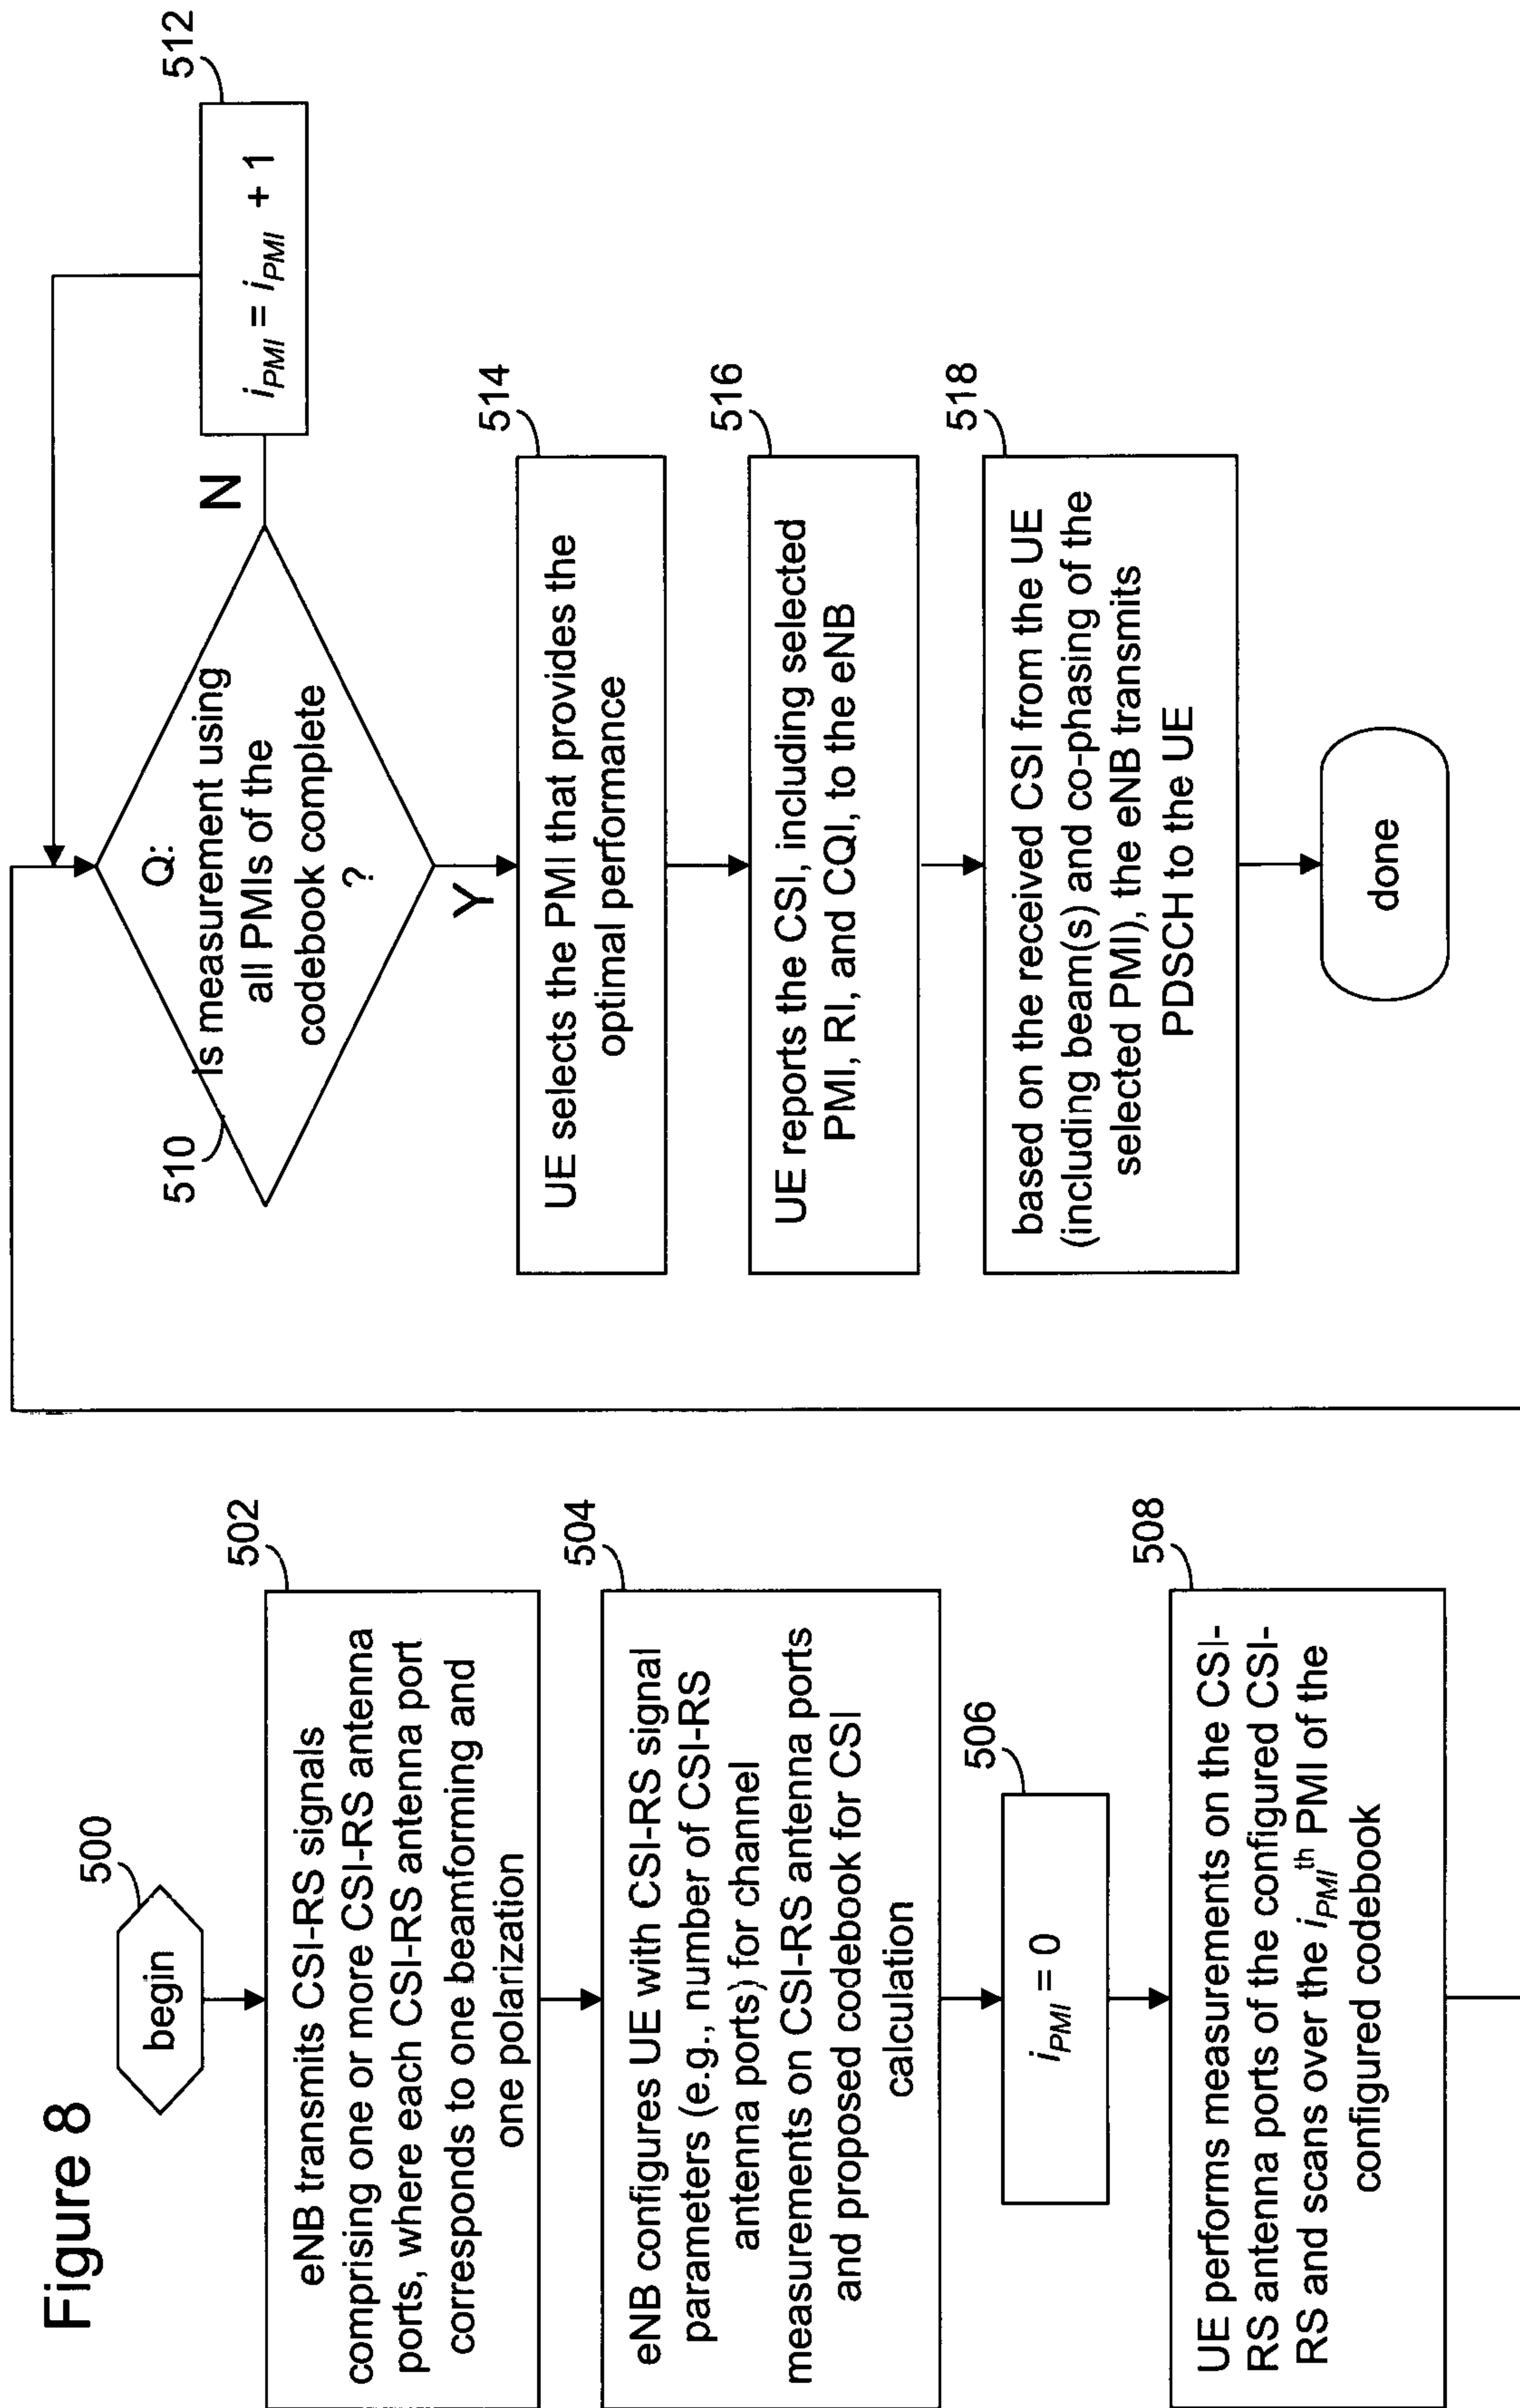 Figure 8
500
begin
502
eNB transmits CSI-RS signals
comprising one or more CSI-RS antenna
ports, where each CSI-RS antenna port
corresponds to one beamforming and
one polarization
504
eNB configures UE with CSI-RS signal
parameters (e.g., number of CSI-RS
antenna ports) for channel
measurements on CSI-RS antenna ports
and proposed codebook for CSI
calculation
506
iPMI = 0
508
UE performs measurements on the CSI-
RS antenna ports of the configured CSI-
RS and scans over the iPMI th PMI of the
configured codebook
510
Q:
Is measurement using
all PMIs of the
codebook complete
?
N
512
iPMI = iPMI + 1
Y
514
UE selects the PMI that provides the
optimal performance
516
UE reports the CSI, including selected
PMI, RI, and CQI, to the eNB
518
based on the received CSI from the UE
(including beam(s) and co-phasing of the
selected PMI), the eNB transmits
PDSCH to the UE
done